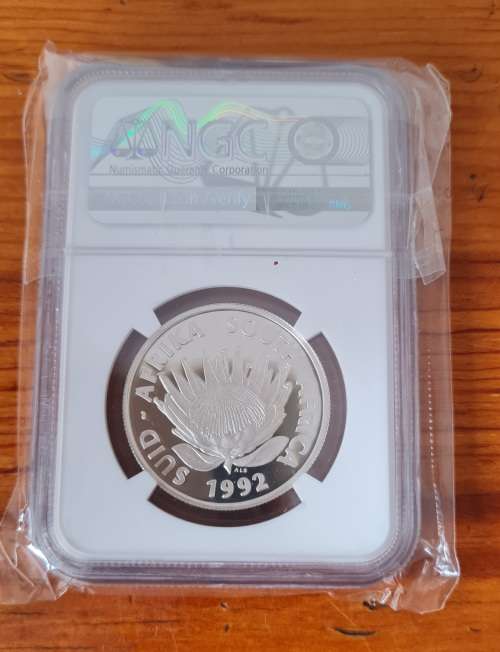 NGC
Numismatic Guaranty Corporation
SUID - AFRIKA SOUTH AFRICA
ALS
1992